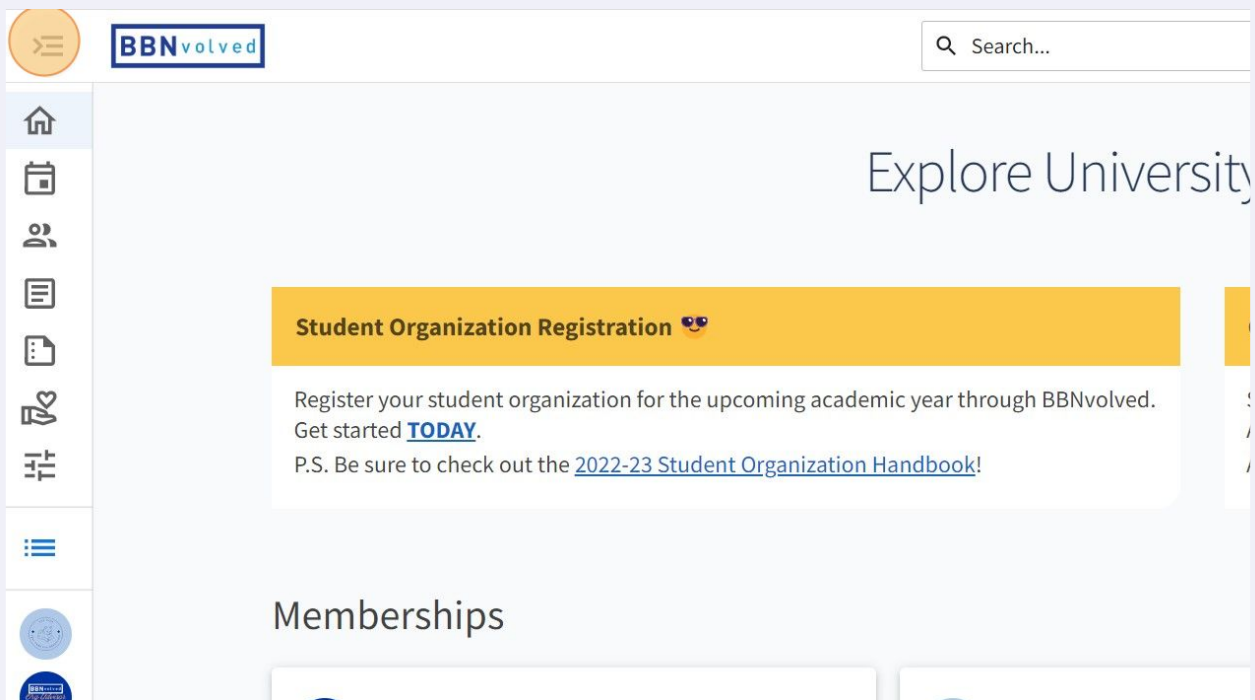 BBNvolved
Search...
Explore University
Student Organization Registration
Register your student organization for the upcoming academic year through BBNvolved.
Get started TODAY.
P.S. Be sure to check out the 2022-23 Student Organization Handbook!
Memberships
BBNvolved